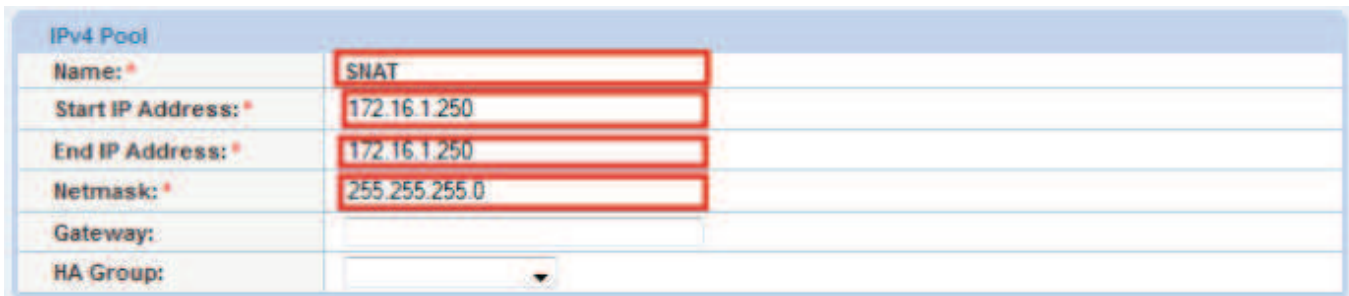 IPv4 Pool
Name:* SNAT
Start IP Address:* 172.16.1.250
End IP Address:* 172.16.1.250
Netmask:* 255.255.255.0
Gateway:
HA Group: